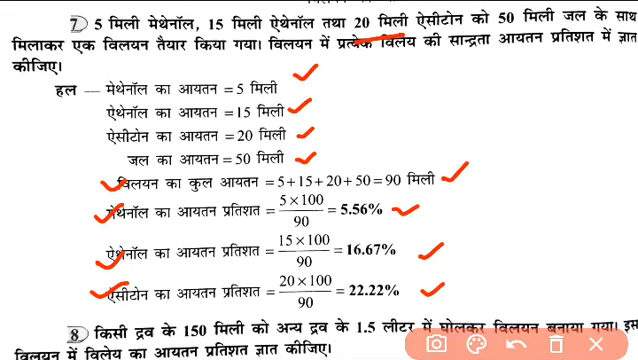 7 5 मिली मेथेनॉल, 15 मिली ऐथेनॉल तथा 20 मिली ऐसीटोन को 50 मिली जल के साथ
मिलाकर एक विलयन तैयार किया गया। विलयन में प्रत्येक विलेय की सान्द्रता आयतन प्रतिशत में ज्ञात
कीजिए।
हल — मेथेनॉल का आयतन = 5 मिली
ऐथेनॉल का आयतन = 15 मिली
ऐसीटोन का आयतन = 20 मिली
जल का आयतन = 50 मिली
विलयन का कुल आयतन = 5 + 15 + 20 + 50 = 90 मिली
मेथेनॉल का आयतन प्रतिशत = 5 × 100 / 90 = 5.56%
ऐथेनॉल का आयतन प्रतिशत = 15 × 100 / 90 = 16.67%
ऐसीटोन का आयतन प्रतिशत = 20 × 100 / 90 = 22.22%
8 किसी द्रव के 150 मिली को अन्य द्रव के 1.5 लीटर में घोलकर विलयन बनाया गया। इस
विलयन में विलेय का आयतन प्रतिशत ज्ञात कीजिए।